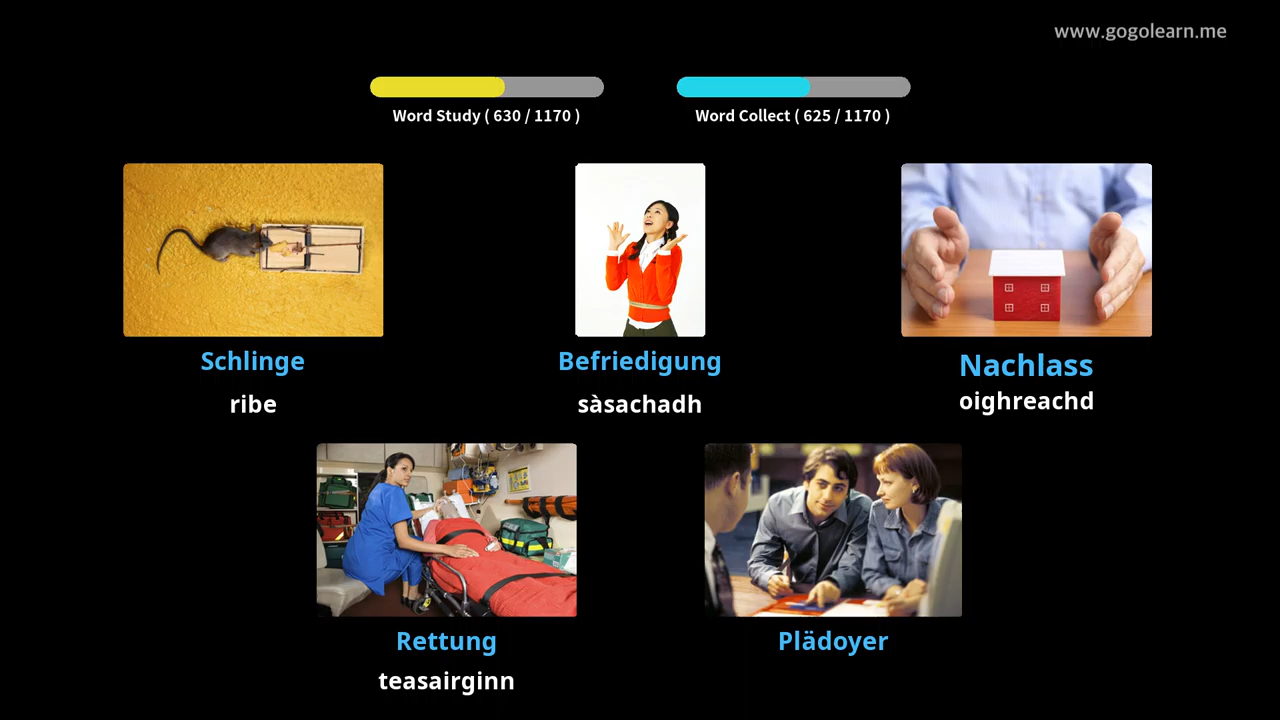 www.gogolearn.me
Word Study ( 630 / 1170 )
Word Collect ( 625 / 1170 )
Schlinge
ribe
Befriedigung
sàsachadh
Nachlass
oighreachd
Rettung
teasairginn
Plädoyer